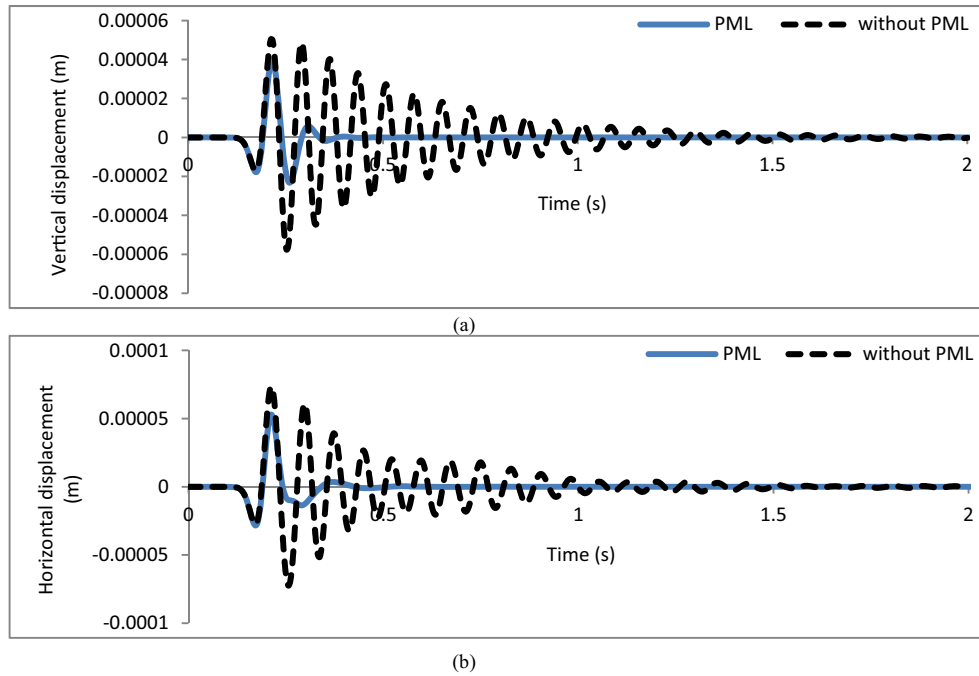 PML without PML
0.00006
0.00004
0.00002
0
-0.00002
-0.00004
-0.00006
-0.00008
Vertical displacement (m)
0 0.5 1 1.5 2
Time (s)
(a)
PML without PML
0.0001
0.00005
0
-0.00005
-0.0001
Horizontal displacement
(m)
0 0.5 1 1.5 2
Time (s)
(b)